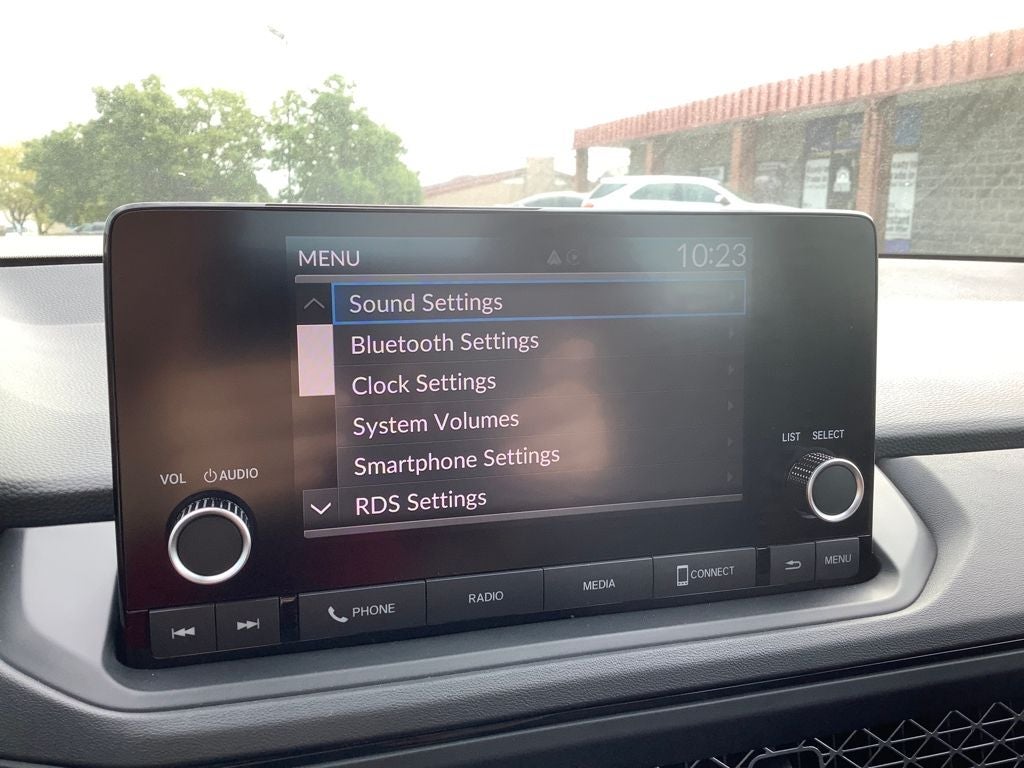 MENU 10:23
Sound Settings
Bluetooth Settings
Clock Settings
System Volumes
Smartphone Settings
RDS Settings
VOL AUDIO
LIST SELECT
PHONE RADIO MEDIA CONNECT MENU